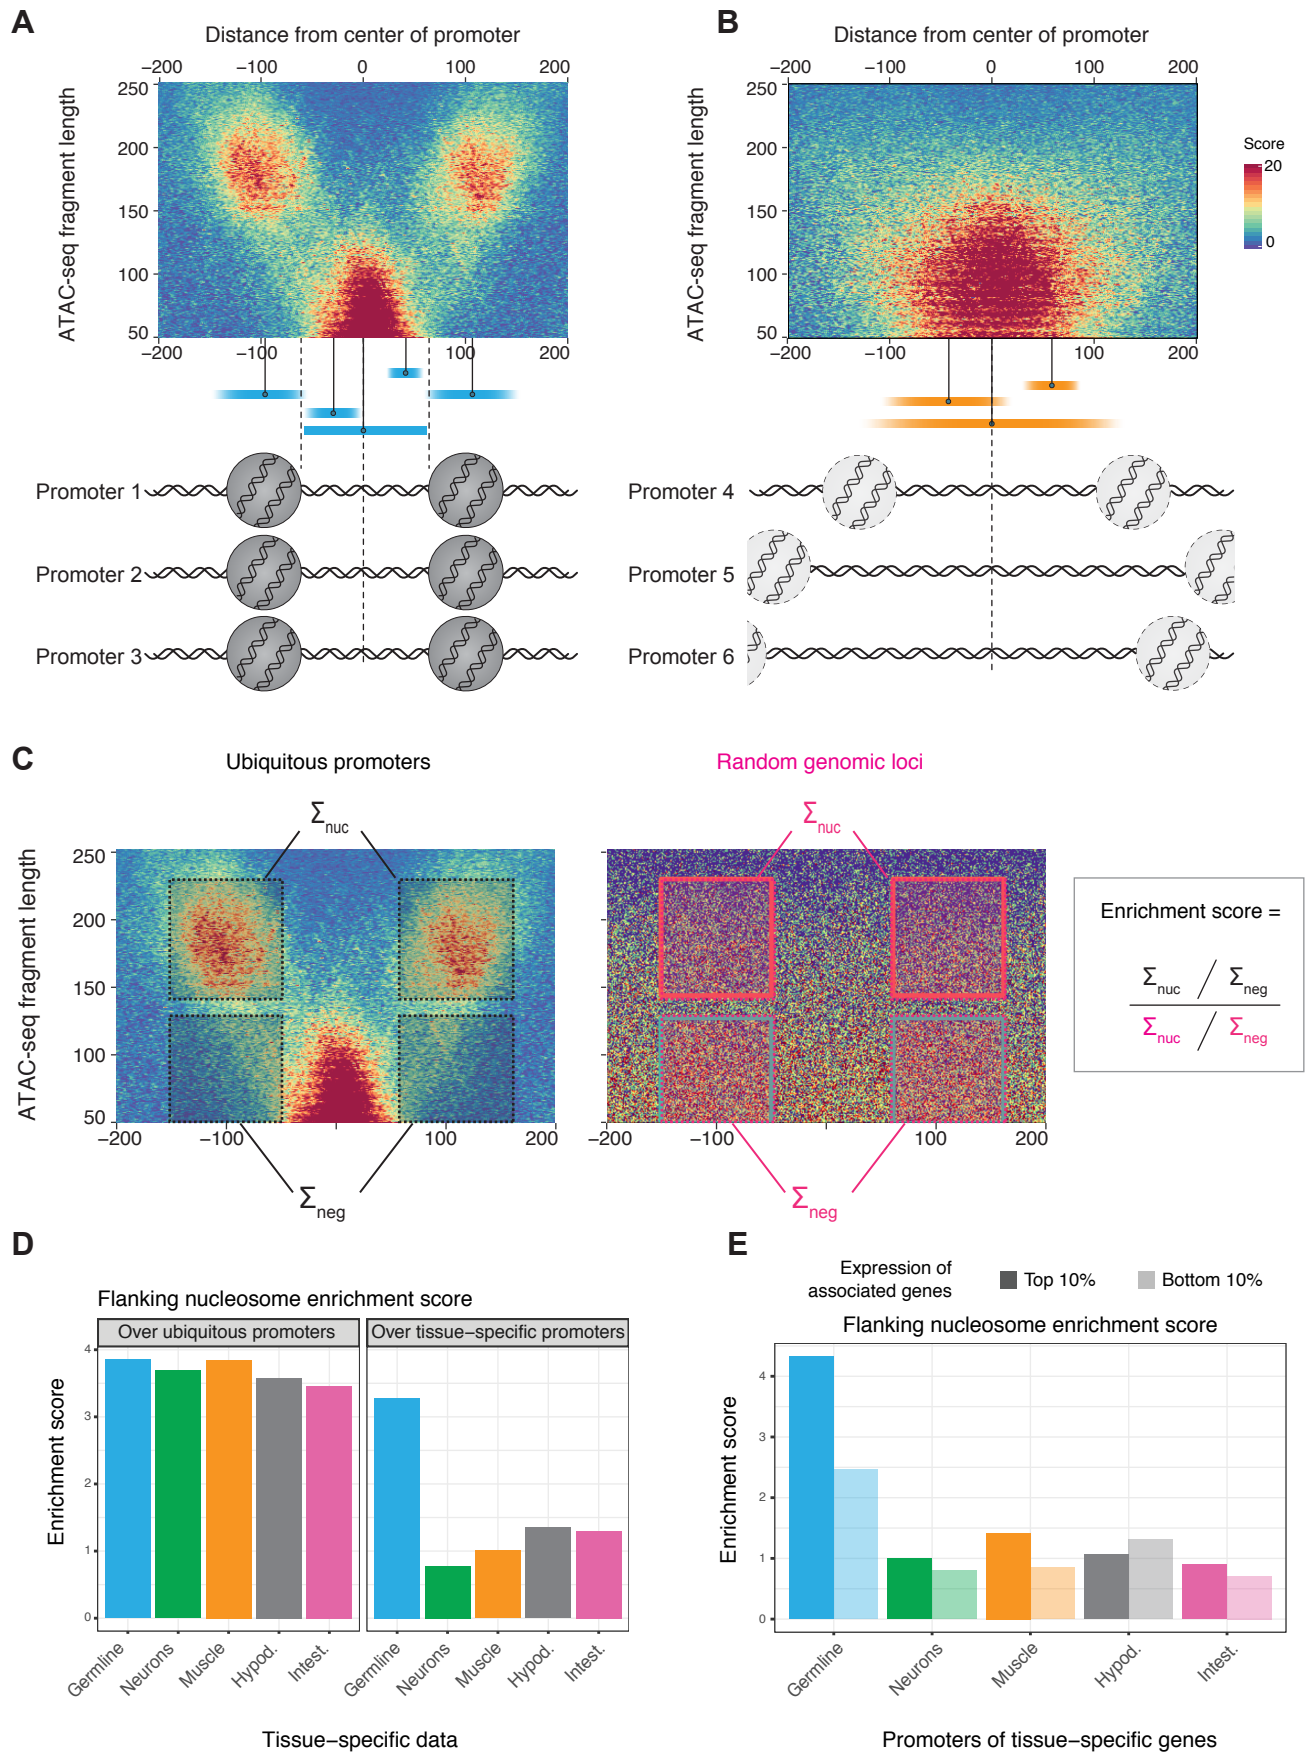 A
Distance from center of promoter
−200 −100 0 100 200
ATAC-seq fragment length
250
200
150
100
50
−200 −100 100 200
Promoter 1
Promoter 2
Promoter 3
B
Distance from center of promoter
−200 −100 0 100 200
ATAC-seq fragment length
250
200
150
100
50
−200 −100 0 100 200
Score
20
0
Promoter 4
Promoter 5
Promoter 6
C
Ubiquitous promoters
Σnuc
ATAC-seq fragment length
250
200
150
100
50
−200 −100 100 200
Σneg
Random genomic loci
Σnuc
−200 −100 100 200
Σneg
Enrichment score =
Σnuc / Σneg
Σnuc / Σneg
D
Flanking nucleosome enrichment score
Over ubiquitous promoters
Over tissue−specific promoters
Enrichment score
4
3
2
1
0
Germline Neurons Muscle Hypod. Intest.
Germline Neurons Muscle Hypod. Intest.
Tissue−specific data
E
Expression of
associated genes
Top 10%
Bottom 10%
Flanking nucleosome enrichment score
Enrichment score
4
3
2
1
0
Germline Neurons Muscle Hypod. Intest.
Promoters of tissue−specific genes